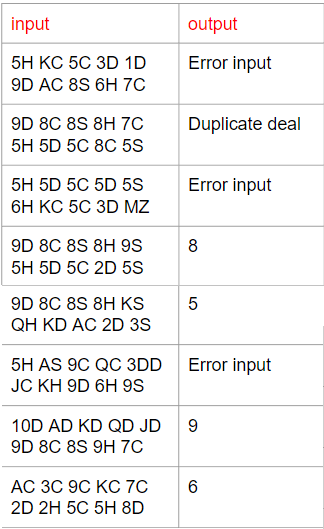 input output
5H KC 5C 3D 1D Error input
9D AC 8S 6H 7C
9D 8C 8S 8H 7C Duplicate deal
5H 5D 5C 8C 5S
5H 5D 5C 5D 5S Error input
6H KC 5C 3D MZ
9D 8C 8S 8H 9S 8
5H 5D 5C 2D 5S
9D 8C 8S 8H KS 5
QH KD AC 2D 3S
5H AS 9C QC 3DD Error input
JC KH 9D 6H 9S
10D AD KD QD JD 9
9D 8C 8S 9H 7C
AC 3C 9C KC 7C 6
2D 2H 5C 5H 8D